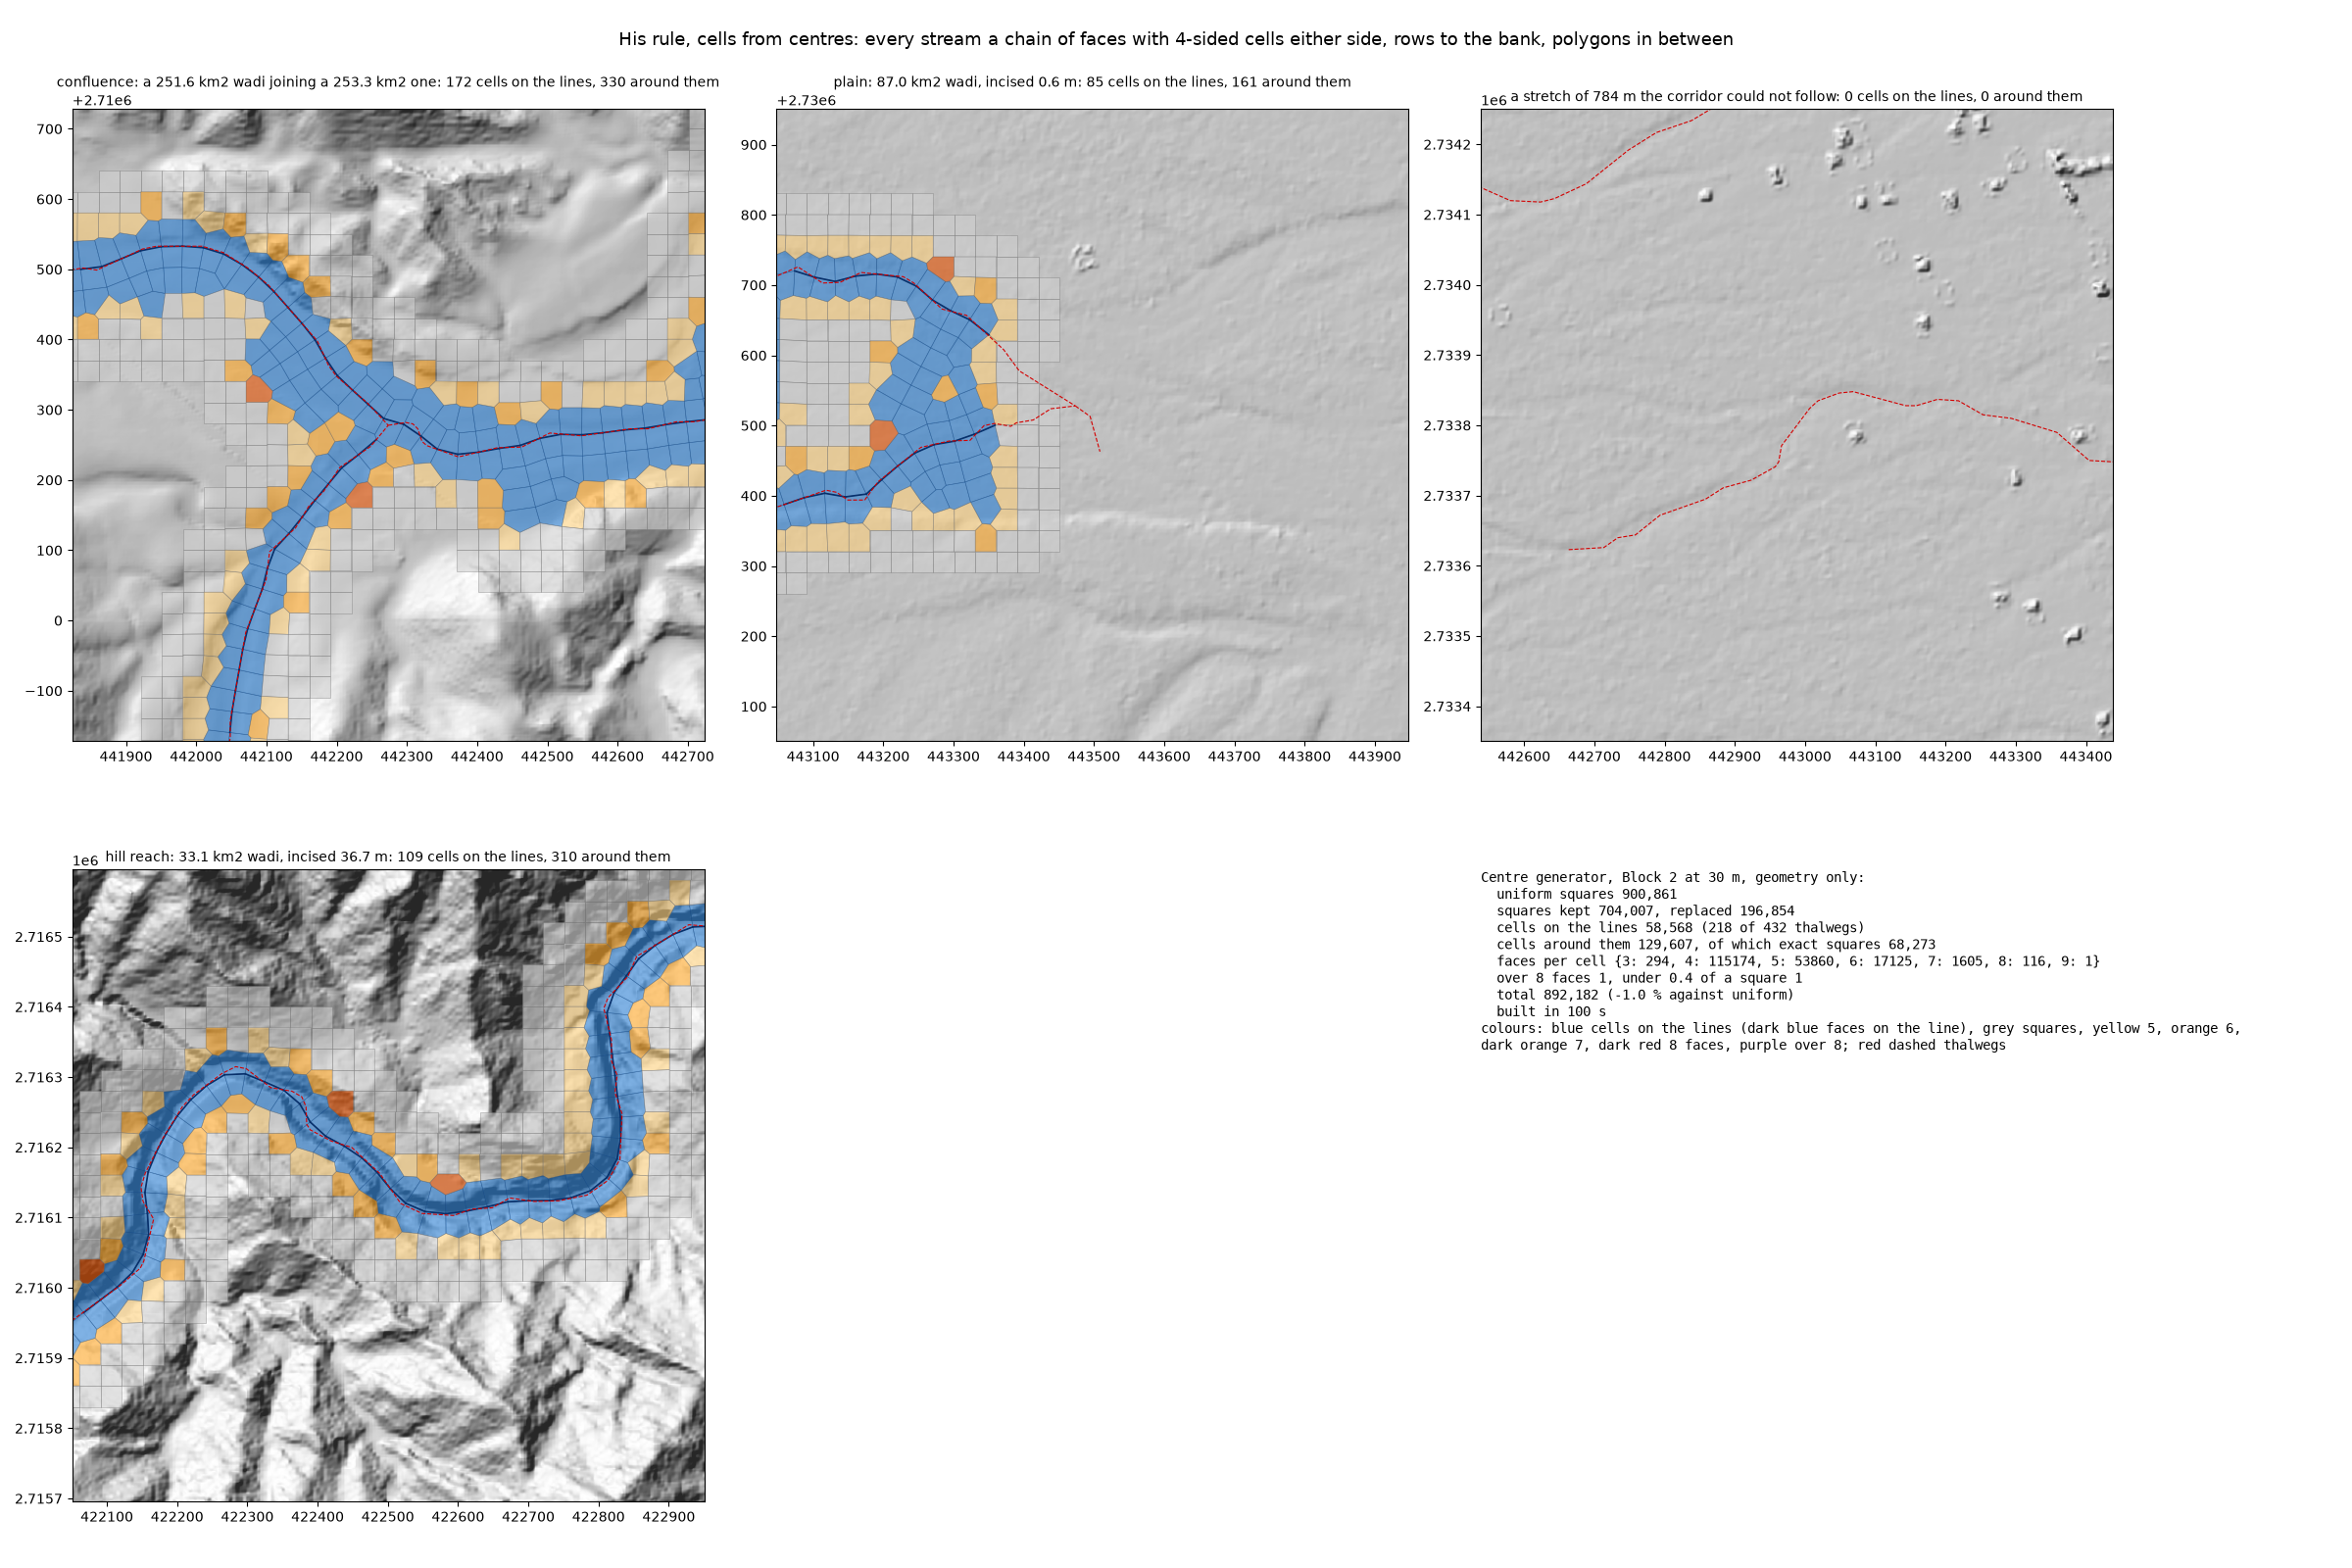 His rule, cells from centres: every stream a chain of faces with 4-sided cells either side, rows to the bank, polygons in between
confluence: a 251.6 km2 wadi joining a 253.3 km2 one: 172 cells on the lines, 330 around them
+2.71e6
700
600
500
400
300
200
100
0
−100
441900 442000 442100 442200 442300 442400 442500 442600 442700
plain: 87.0 km2 wadi, incised 0.6 m: 85 cells on the lines, 161 around them
+2.73e6
900
800
700
600
500
400
300
200
100
443100 443200 443300 443400 443500 443600 443700 443800 443900
a stretch of 784 m the corridor could not follow: 0 cells on the lines, 0 around them
1e6
2.7342
2.7341
2.7340
2.7339
2.7338
2.7337
2.7336
2.7335
2.7334
442600 442700 442800 442900 443000 443100 443200 443300 443400
hill reach: 33.1 km2 wadi, incised 36.7 m: 109 cells on the lines, 310 around them
1e6
2.7165
2.7164
2.7163
2.7162
2.7161
2.7160
2.7159
2.7158
2.7157
422100 422200 422300 422400 422500 422600 422700 422800 422900
Centre generator, Block 2 at 30 m, geometry only:
uniform squares 900,861
squares kept 704,007, replaced 196,854
cells on the lines 58,568 (218 of 432 thalwegs)
cells around them 129,607, of which exact squares 68,273
faces per cell {3: 294, 4: 115174, 5: 53860, 6: 17125, 7: 1605, 8: 116, 9: 1}
over 8 faces 1, under 0.4 of a square 1
total 892,182 (-1.0 % against uniform)
built in 100 s
colours: blue cells on the lines (dark blue faces on the line), grey squares, yellow 5, orange 6,
dark orange 7, dark red 8 faces, purple over 8; red dashed thalwegs